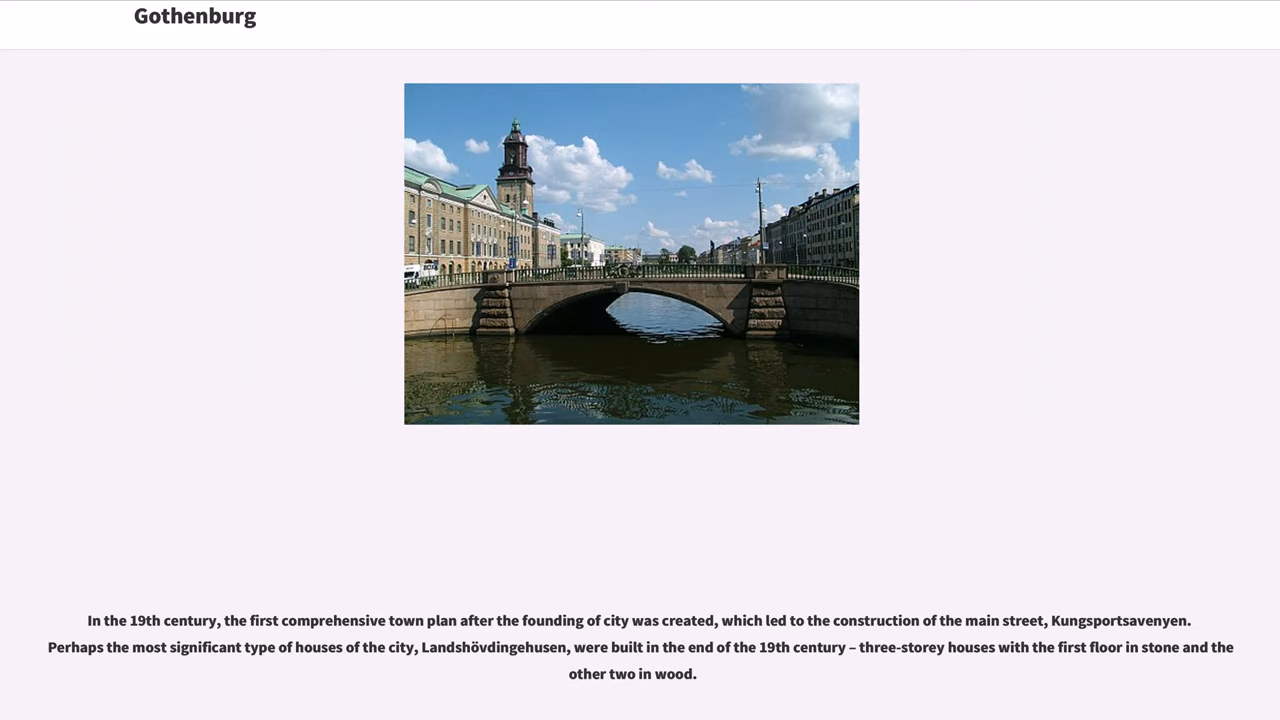 Gothenburg
In the 19th century, the first comprehensive town plan after the founding of city was created, which led to the construction of the main street, Kungsportsavenyen.
Perhaps the most significant type of houses of the city, Landshövdingehusen, were built in the end of the 19th century – three-storey houses with the first floor in stone and the
other two in wood.